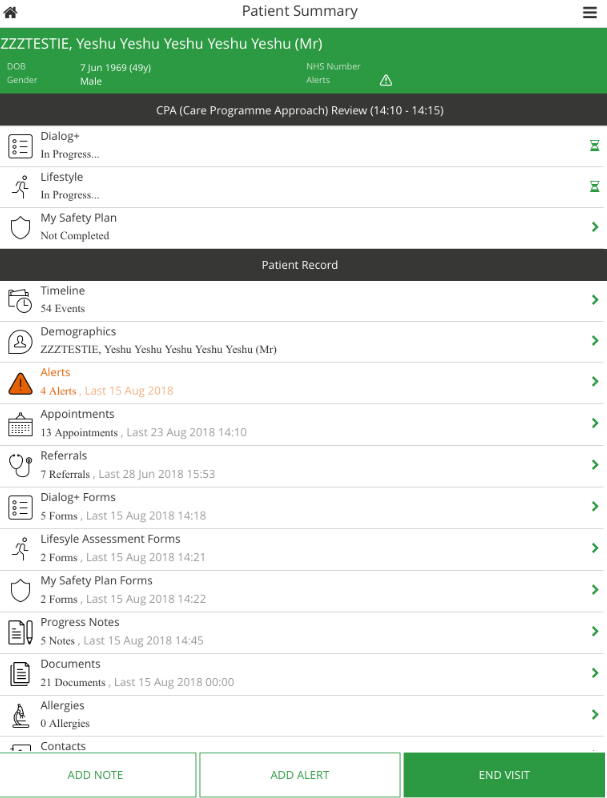 Patient Summary
ZZZTESTIE, Yeshu Yeshu Yeshu Yeshu Yeshu (Mr)
DOB 7 Jun 1969 (49y) NHS Number
Gender Male Alerts
CPA (Care Programme Approach) Review (14:10 - 14:15)
Dialog+
In Progress...
Lifestyle
In Progress...
My Safety Plan
Not Completed
Patient Record
Timeline
54 Events
Demographics
ZZZTESTIE, Yeshu Yeshu Yeshu Yeshu Yeshu (Mr)
Alerts
4 Alerts , Last 15 Aug 2018
Appointments
13 Appointments , Last 23 Aug 2018 14:10
Referrals
7 Referrals , Last 28 Jun 2018 15:53
Dialog+ Forms
5 Forms , Last 15 Aug 2018 14:18
Lifesyle Assessment Forms
2 Forms , Last 15 Aug 2018 14:21
My Safety Plan Forms
2 Forms , Last 15 Aug 2018 14:22
Progress Notes
5 Notes , Last 15 Aug 2018 14:45
Documents
21 Documents , Last 15 Aug 2018 00:00
Allergies
0 Allergies
Contacts
ADD NOTE ADD ALERT END VISIT